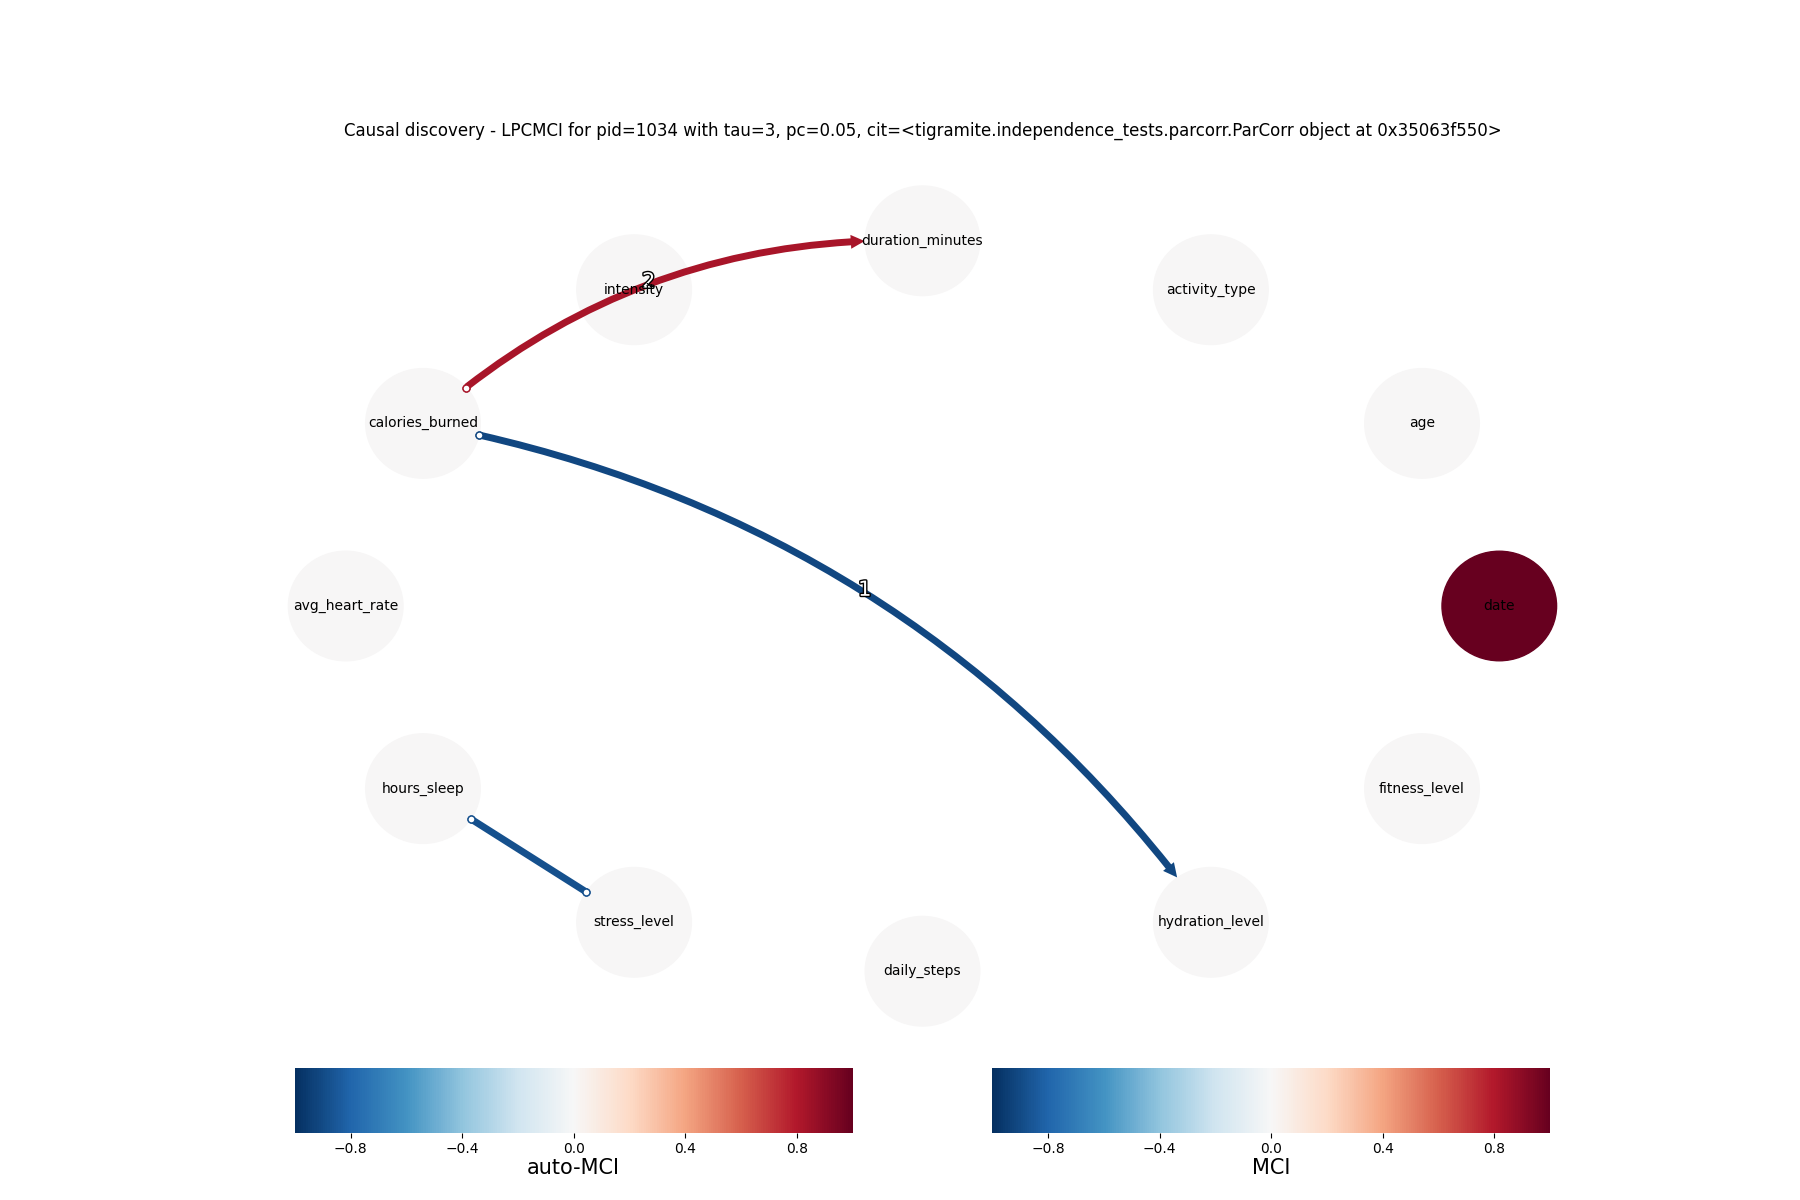 Causal discovery - LPCMCI for pid=1034 with tau=3, pc=0.05, cit=<tigramite.independence_tests.parcorr.ParCorr object at 0x35063f550>
duration_minutes
2
intensity
activity_type
calories_burned
age
1
avg_heart_rate
date
hours_sleep
fitness_level
stress_level
hydration_level
daily_steps
−0.8 −0.4 0.0 0.4 0.8
auto-MCI
−0.8 −0.4 0.0 0.4 0.8
MCI